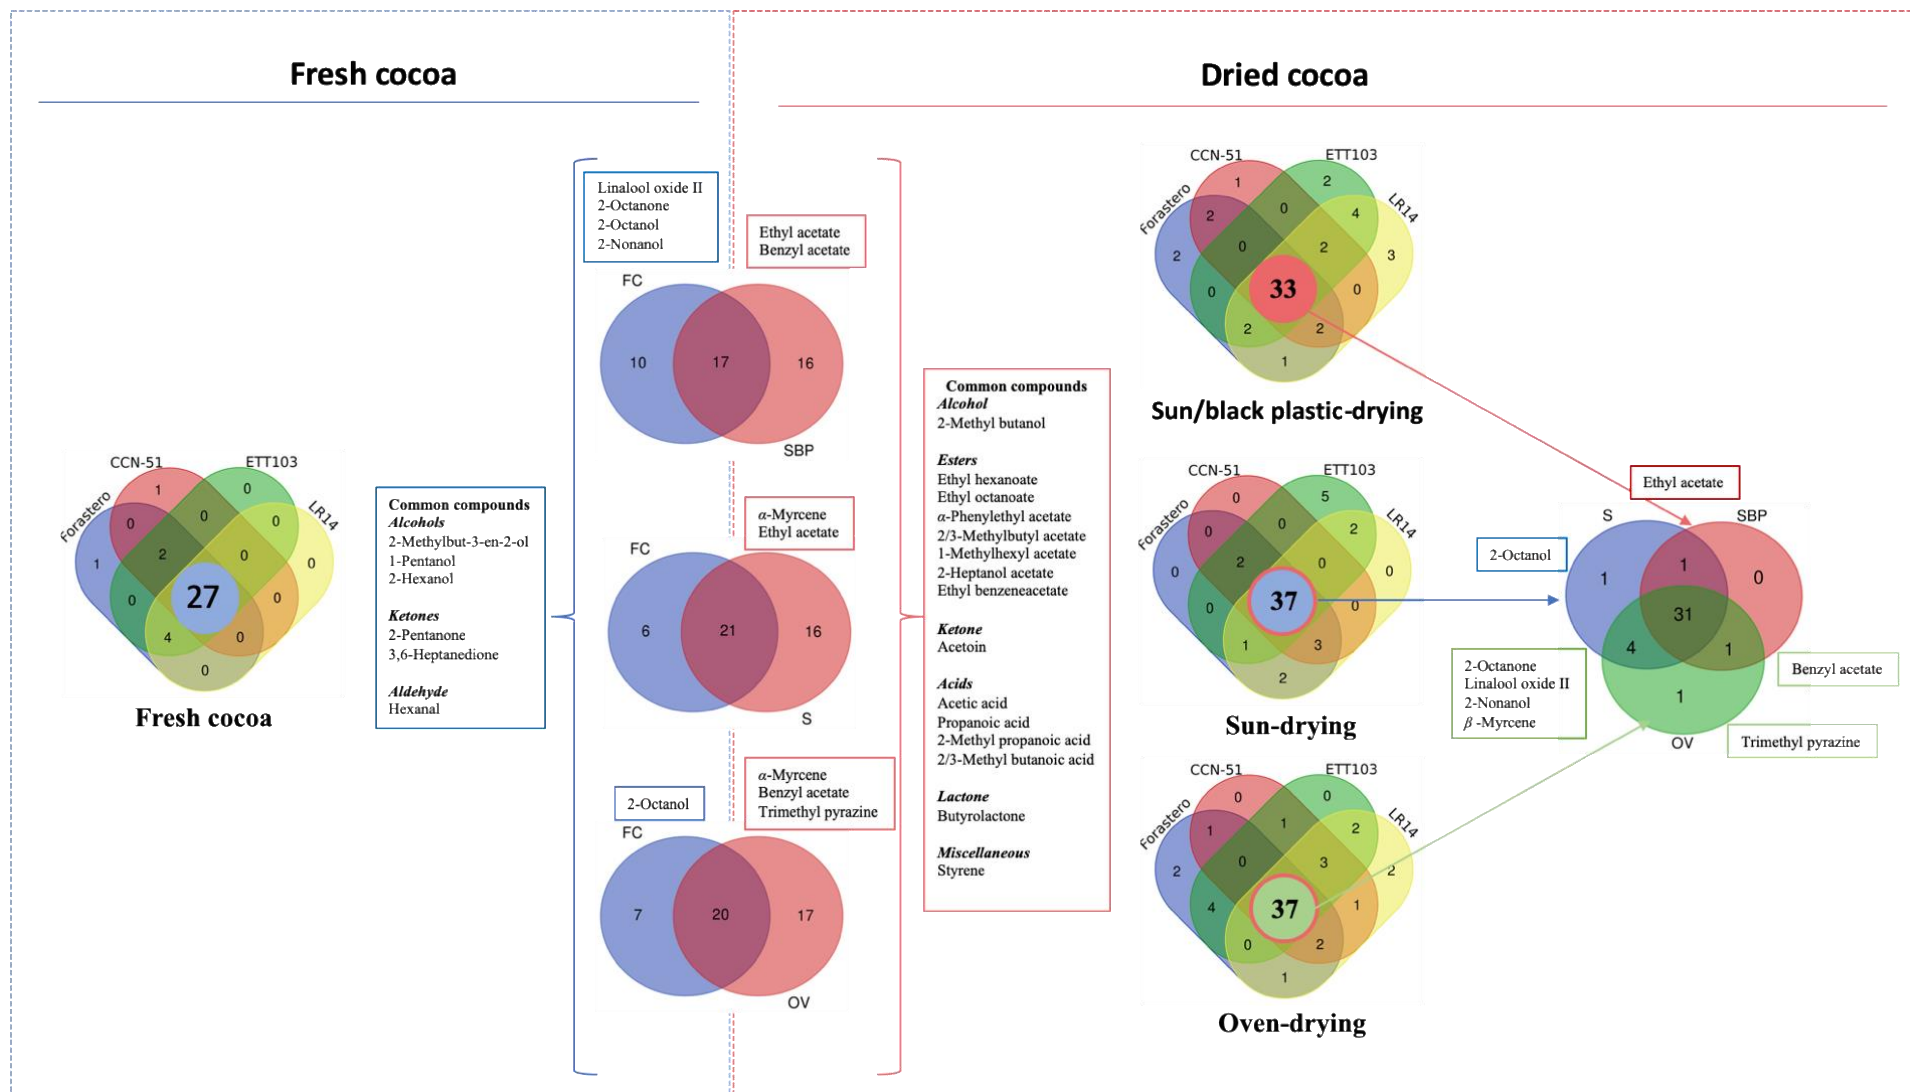 Fresh cocoa
Dried cocoa
CCN-51
ETT103
Forastero
LR14
1
0
0
0
0
1
2
0
0
0
27
0
4
0
0
Fresh cocoa
Common compounds
Alcohols
2-Methylbut-3-en-2-ol
1-Pentanol
2-Hexanol
Ketones
2-Pentanone
3,6-Heptanedione
Aldehyde
Hexanal
Linalool oxide II
2-Octanone
2-Octanol
2-Nonanol
Ethyl acetate
Benzyl acetate
FC
10
17
16
SBP
α-Myrcene
Ethyl acetate
FC
6
21
16
S
2-Octanol
α-Myrcene
Benzyl acetate
Trimethyl pyrazine
FC
7
20
17
OV
Common compounds
Alcohol
2-Methyl butanol
Esters
Ethyl hexanoate
Ethyl octanoate
α-Phenylethyl acetate
2/3-Methylbutyl acetate
1-Methylhexyl acetate
2-Heptanol acetate
Ethyl benzeneacetate
Ketone
Acetoin
Acids
Acetic acid
Propanoic acid
2-Methyl propanoic acid
2/3-Methyl butanoic acid
Lactone
Butyrolactone
Miscellaneous
Styrene
CCN-51
ETT103
Forastero
LR14
1
2
2
0
4
2
0
2
3
0
33
0
2
2
1
Sun/black plastic-drying
CCN-51
ETT103
Forastero
LR14
0
5
0
0
2
0
2
0
0
0
37
0
1
3
2
Sun-drying
CCN-51
ETT103
Forastero
LR14
0
0
1
1
2
2
0
3
2
4
37
1
0
2
1
Oven-drying
Ethyl acetate
S
SBP
2-Octanol
1
1
0
31
4
1
2-Octanone
Linalool oxide II
2-Nonanol
β -Myrcene
Benzyl acetate
1
OV
Trimethyl pyrazine